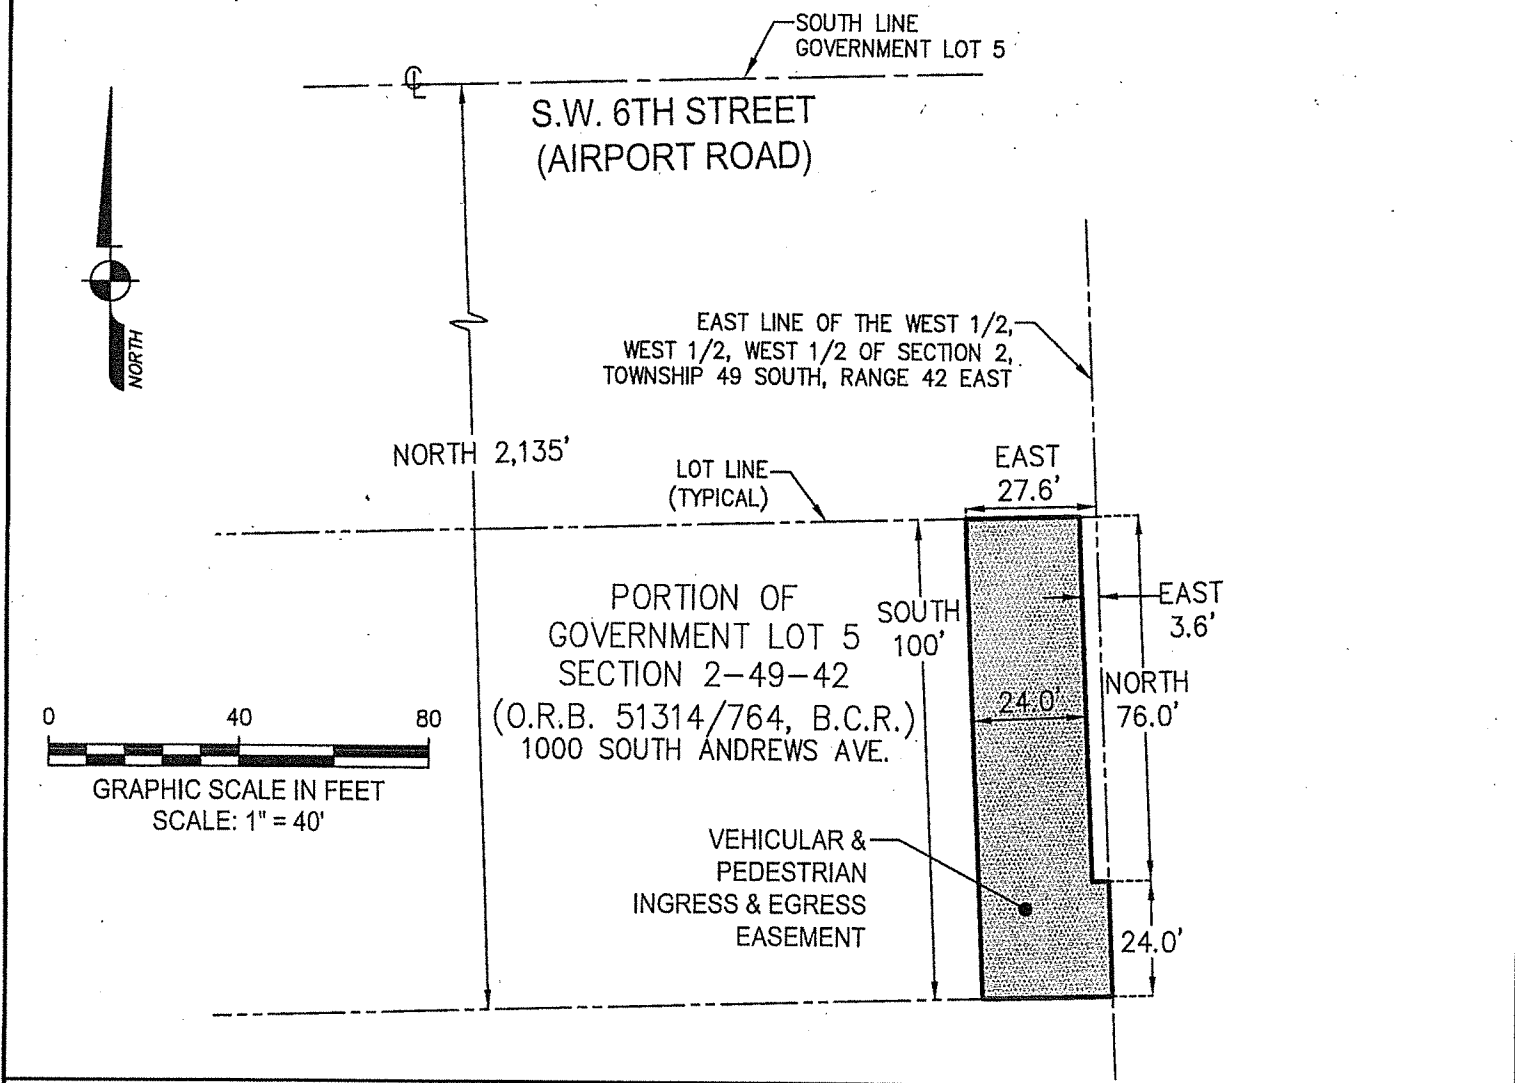 SOUTH LINE
GOVERNMENT LOT 5
℄
S.W. 6TH STREET
(AIRPORT ROAD)
NORTH
EAST LINE OF THE WEST 1/2,
WEST 1/2, WEST 1/2 OF SECTION 2,
TOWNSHIP 49 SOUTH, RANGE 42 EAST
NORTH 2,135'
LOT LINE
(TYPICAL)
EAST
27.6'
PORTION OF
GOVERNMENT LOT 5
SECTION 2-49-42
(O.R.B. 51314/764, B.C.R.)
1000 SOUTH ANDREWS AVE.
SOUTH
100'
EAST
3.6'
24.0'
NORTH
76.0'
0 40 80
GRAPHIC SCALE IN FEET
SCALE: 1" = 40'
VEHICULAR &
PEDESTRIAN
INGRESS & EGRESS
EASEMENT
24.0'